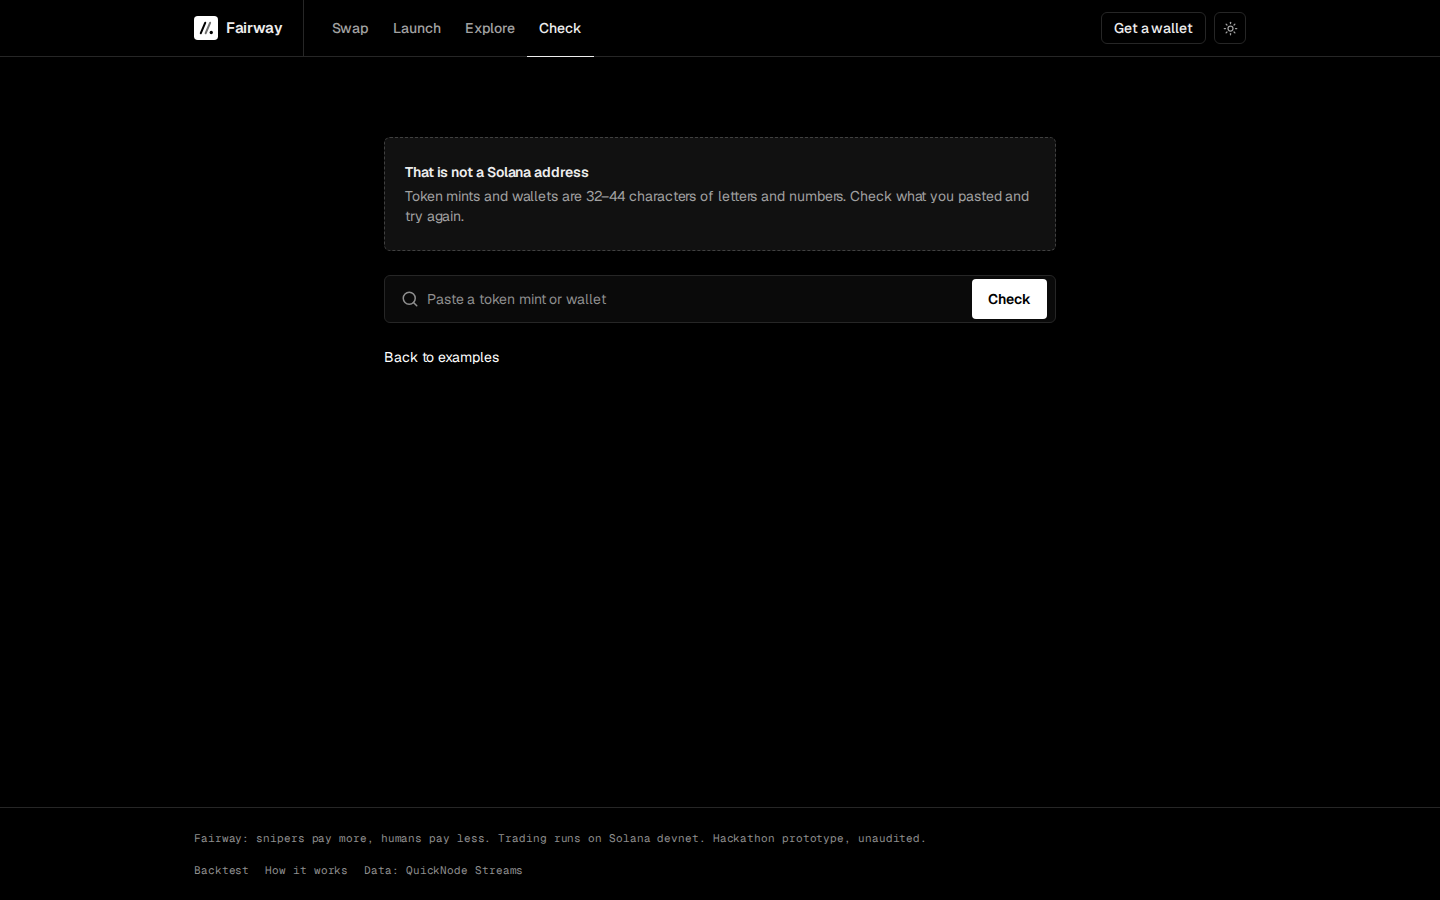 Fairway
Swap
Launch
Explore
Check
Get a wallet
That is not a Solana address
Token mints and wallets are 32–44 characters of letters and numbers. Check what you pasted and
try again.
Paste a token mint or wallet
Check
Back to examples
Fairway: snipers pay more, humans pay less. Trading runs on Solana devnet. Hackathon prototype, unaudited.
Backtest How it works Data: QuickNode Streams